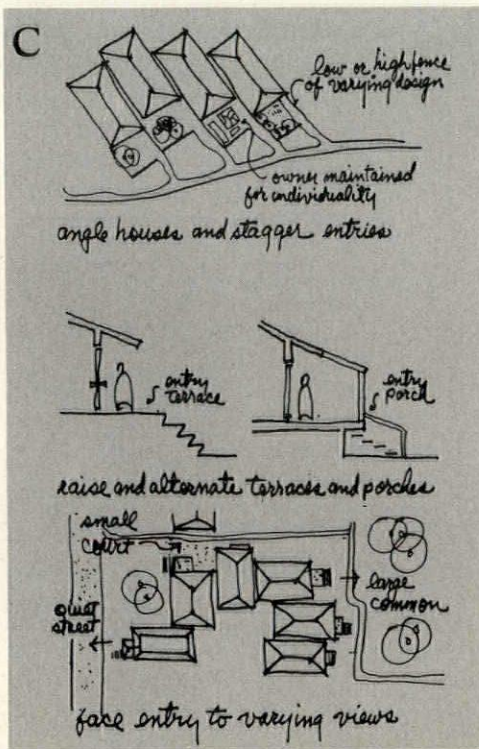 C
low or high fence
of varying design
owner maintained
for individuality
angle houses and stagger entries
entry
terrace
entry
porch
raise and alternate terraces and porches
small
court
large
common
quiet
street
face entry to varying views